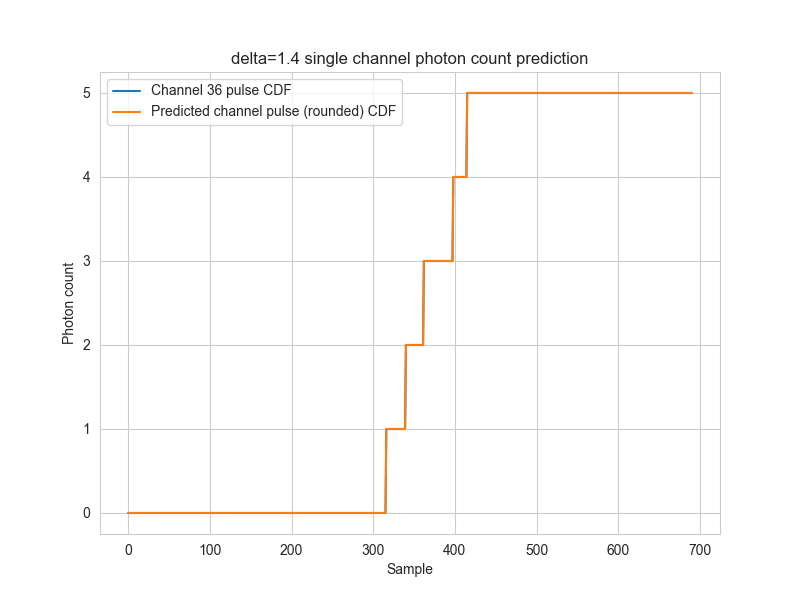 delta=1.4 single channel photon count prediction
Channel 36 pulse CDF
Predicted channel pulse (rounded) CDF
5
4
3
2
1
0
Photon count
0 100 200 300 400 500 600 700
Sample